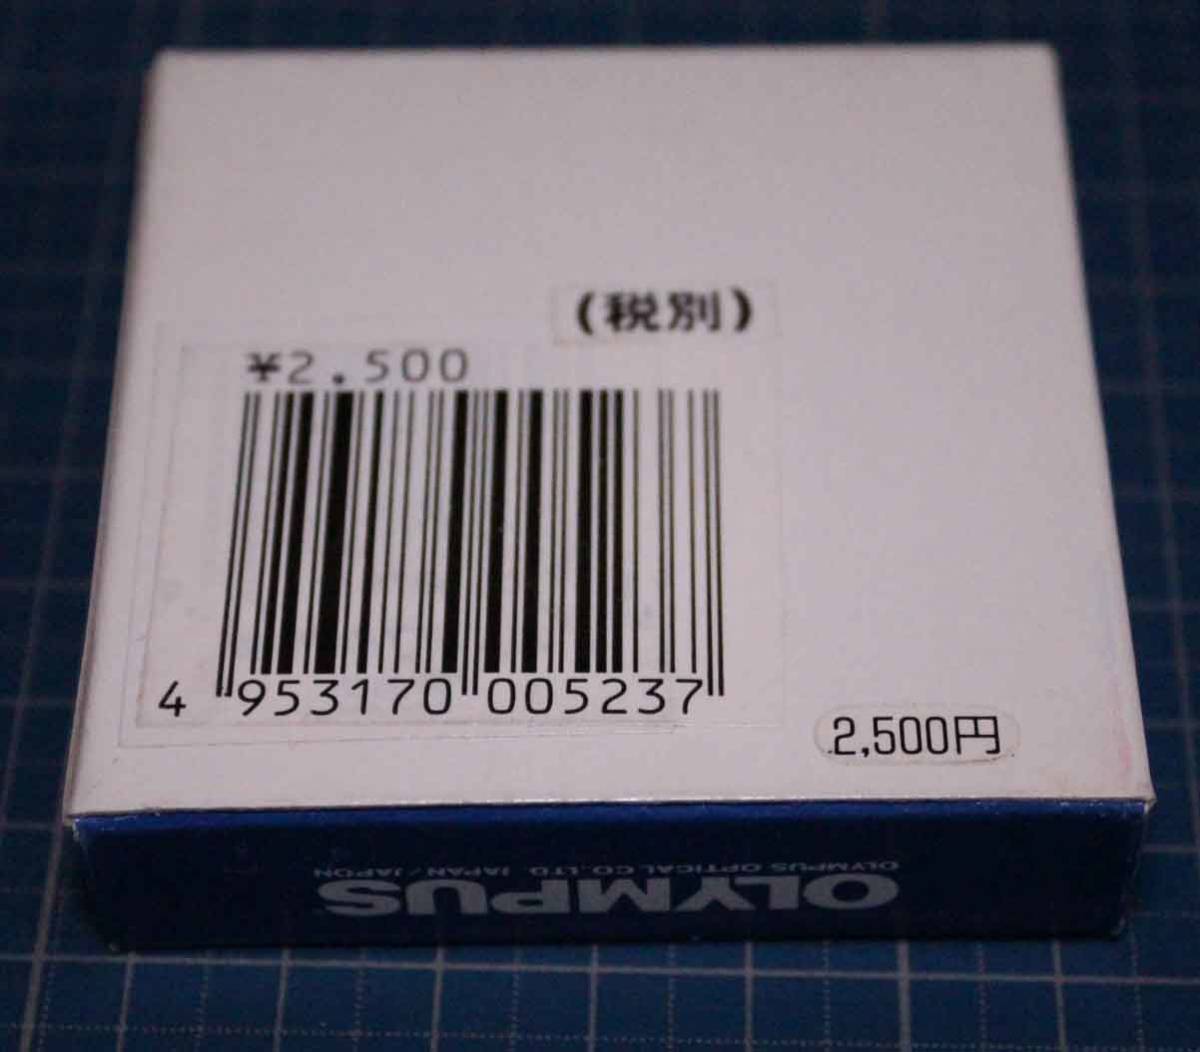 (税別)
¥2.500
4 953170 005237
2,500円
OLYMPUS OPTICAL CO.,LTD. JAPAN/JAPON
OLYMPUS